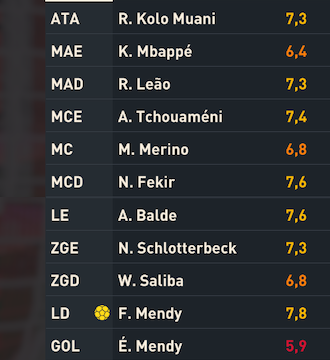 ATA R. Kolo Muani 7,3
MAE K. Mbappé 6,4
MAD R. Leão 7,3
MCE A. Tchouaméni 7,4
MC M. Merino 6,8
MCD N. Fekir 7,6
LE A. Balde 7,6
ZGE N. Schlotterbeck 7,3
ZGD W. Saliba 6,8
LD F. Mendy 7,8
GOL É. Mendy 5,9